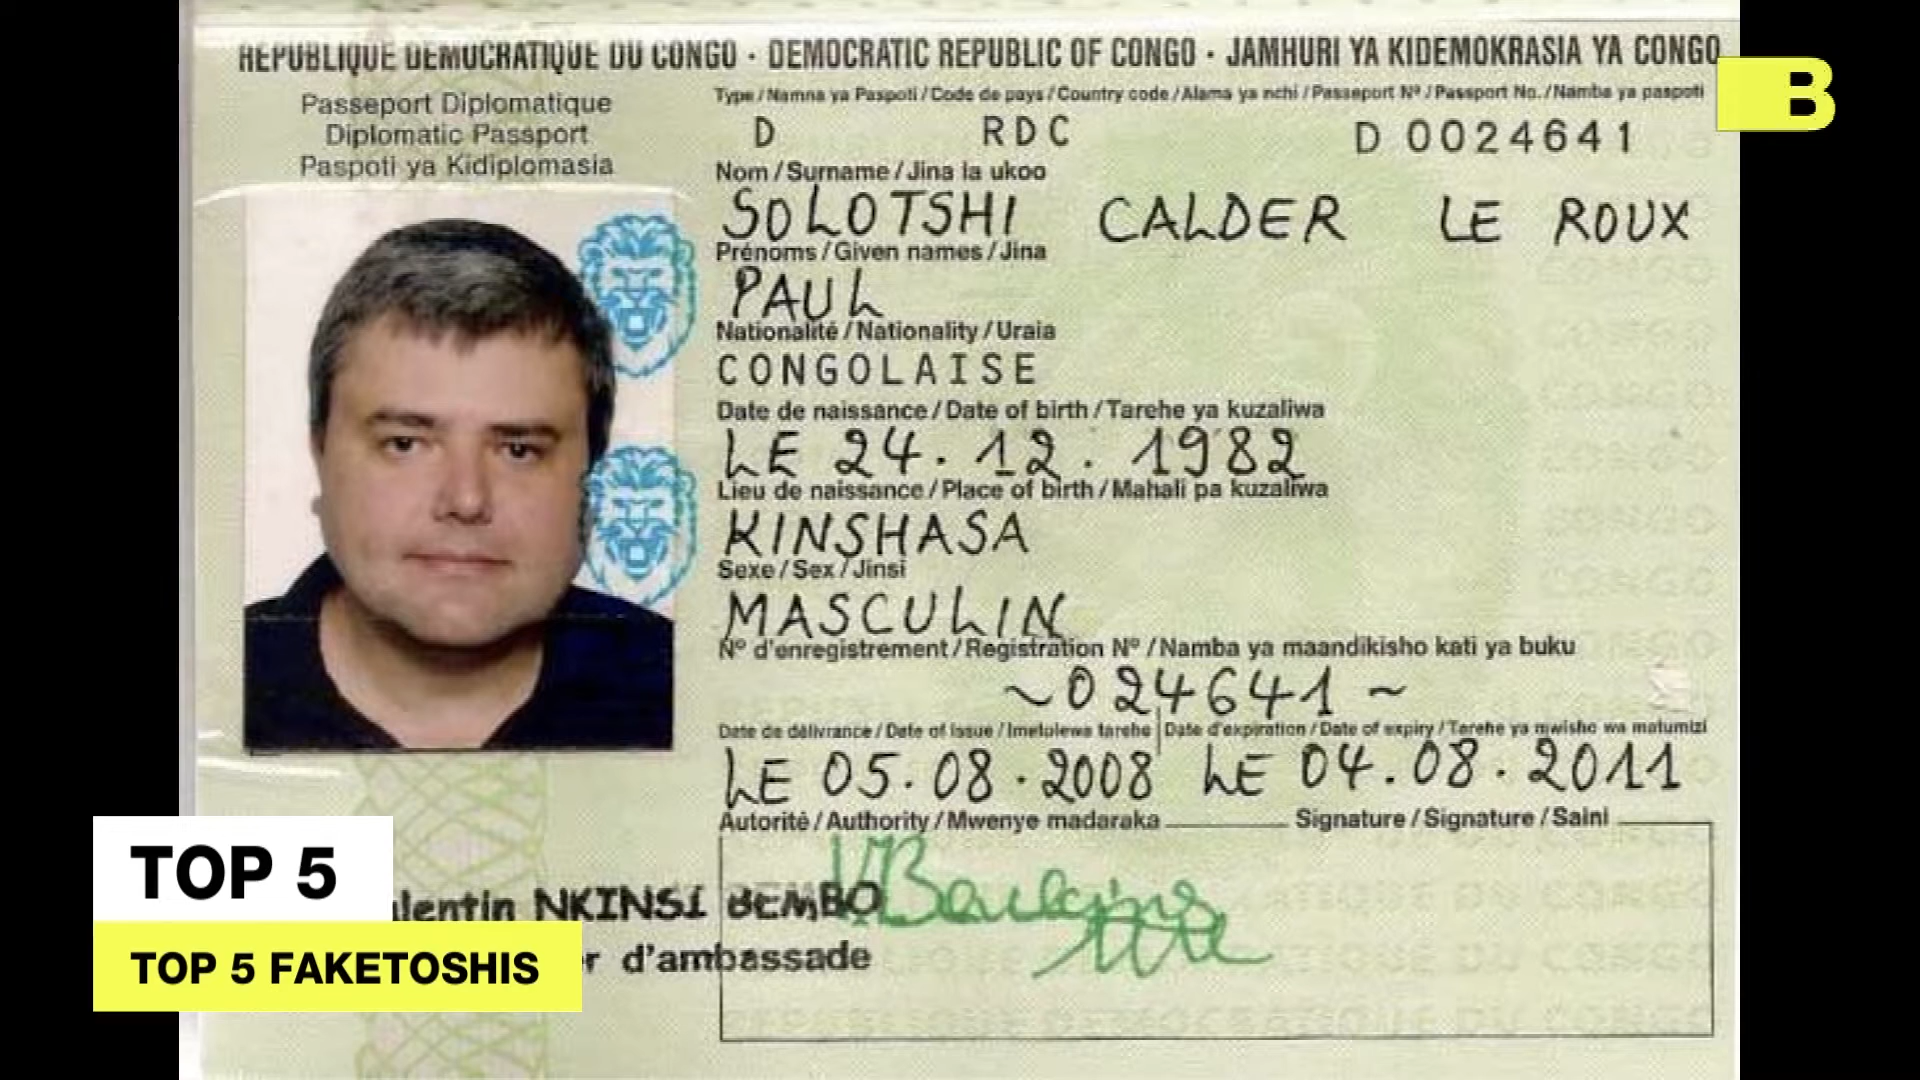 RÉPUBLIQUE DÉMOCRATIQUE DU CONGO · DEMOCRATIC REPUBLIC OF CONGO · JAMHURI YA KIDEMOKRASIA YA CONGO
B
Passeport Diplomatique
Diplomatic Passport
Paspoti ya Kidiplomasia
Type / Namna ya Paspoti / Code de pays / Country code / Alama ya nchi / Passeport Nº / Passport No. / Namba ya paspoti
D RDC D 0024641
Nom / Surname / Jina la ukoo
SOLOTSHI CALDER LE ROUX
Prénoms / Given names / Jina
PAUL
Nationalité / Nationality / Uraia
CONGOLAISE
Date de naissance / Date of birth / Tarehe ya kuzaliwa
LE 24.12.1982
Lieu de naissance / Place of birth / Mahali pa kuzaliwa
KINSHASA
Sexe / Sex / Jinsi
MASCULIN
Nº d'enregistrement / Registration Nº / Namba ya maandikisho kati ya buku
~024641~
Date de délivrance / Date of issue / Imetolewa tarehe Date d'expiration / Date of expiry / Tarehe ya mwisho wa matumizi
LE 05.08.2008 LE 04.08.2011
Autorité / Authority / Mwenye madaraka Signature / Signature / Saini
alentin NKINSI BEMBO
r d'ambassade
TOP 5
TOP 5 FAKETOSHIS